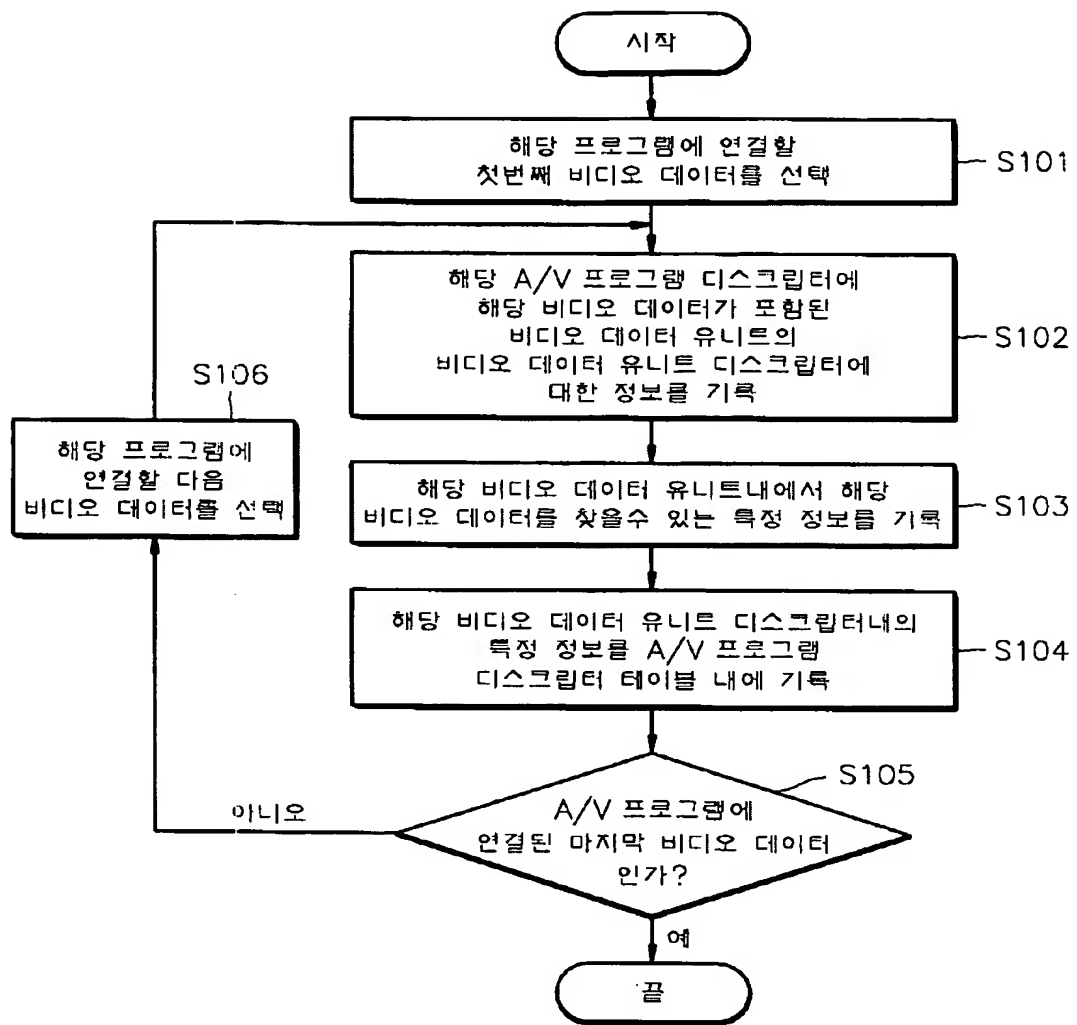 시작
해당 프로그램에 연결할
첫번째 비디오 데이터를 선택
S101
해당 A/V 프로그램 디스크립터에
해당 비디오 데이터가 포함된
비디오 데이터 유니트의
비디오 데이터 유니트 디스크립터에
대한 정보를 기록
S102
S106
해당 프로그램에
연결할 다음
비디오 데이터를 선택
해당 비디오 데이터 유니트내에서 해당
비디오 데이터를 찾을수 있는 특정 정보를 기록
S103
해당 비디오 데이터 유니트 디스크립터내의
특정 정보를 A/V 프로그램
디스크립터 테이블 내에 기록
S104
S105
A/V 프로그램에
연결된 마지막 비디오 데이터
인가?
아니오
예
끝